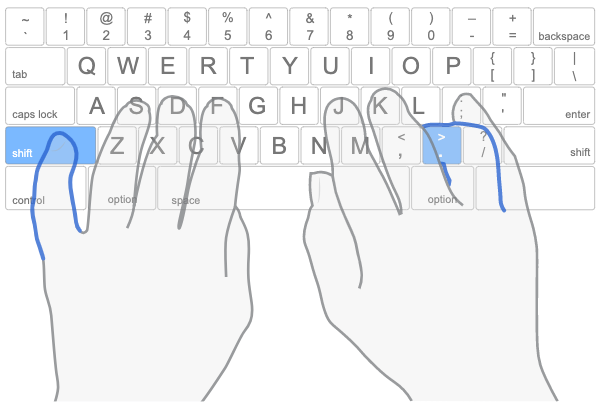 ~ ! @ # $ % ^ & * ( ) _ +
` 1 2 3 4 5 6 7 8 9 0 - = backspace
tab Q W E R T Y U I O P { [ } ] | \
caps lock A S D F G H J K L : ; " ' enter
shift Z X C V B N M < , > . ? / shift
control option space option